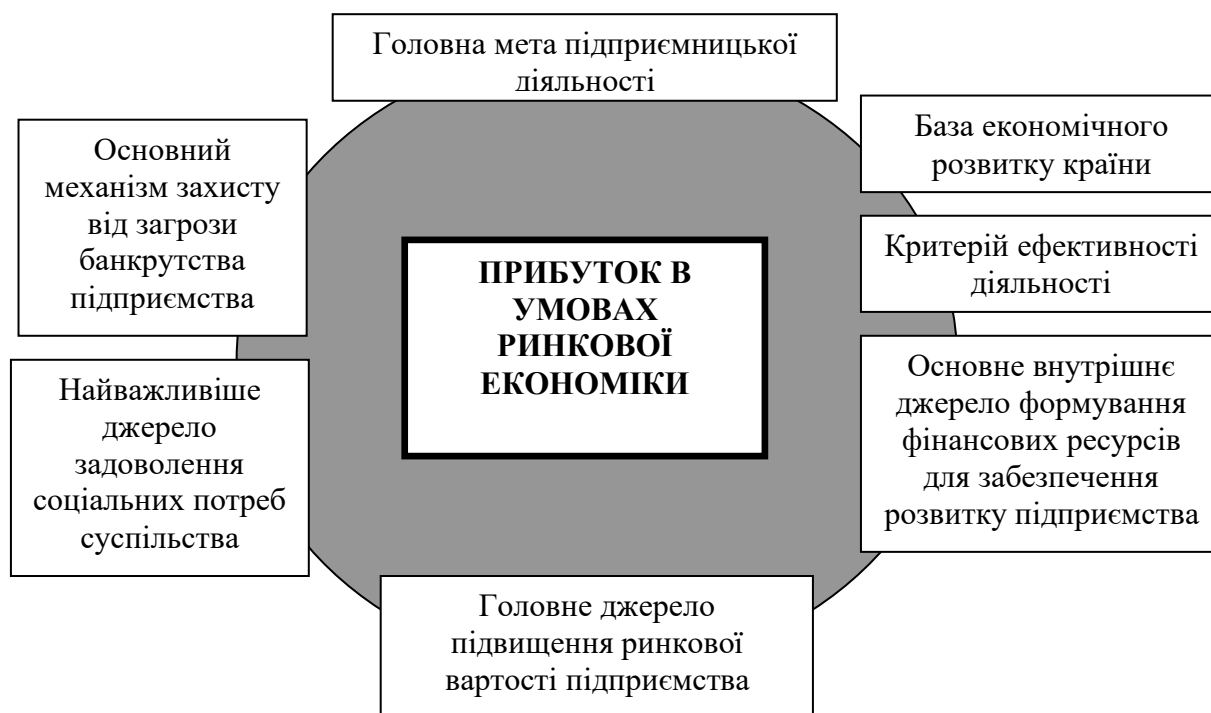 Головна мета підприємницької
діяльності
База економічного
розвитку країни
Основний
механізм захисту
від загрози
банкрутства
підприємства
Критерій ефективності
діяльності
ПРИБУТОК В
УМОВАХ
РИНКОВОЇ
ЕКОНОМІКИ
Найважливіше
джерело
задоволення
соціальних потреб
суспільства
Основне внутрішнє
джерело формування
фінансових ресурсів
для забезпечення
розвитку підприємства
Головне джерело
підвищення ринкової
вартості підприємства